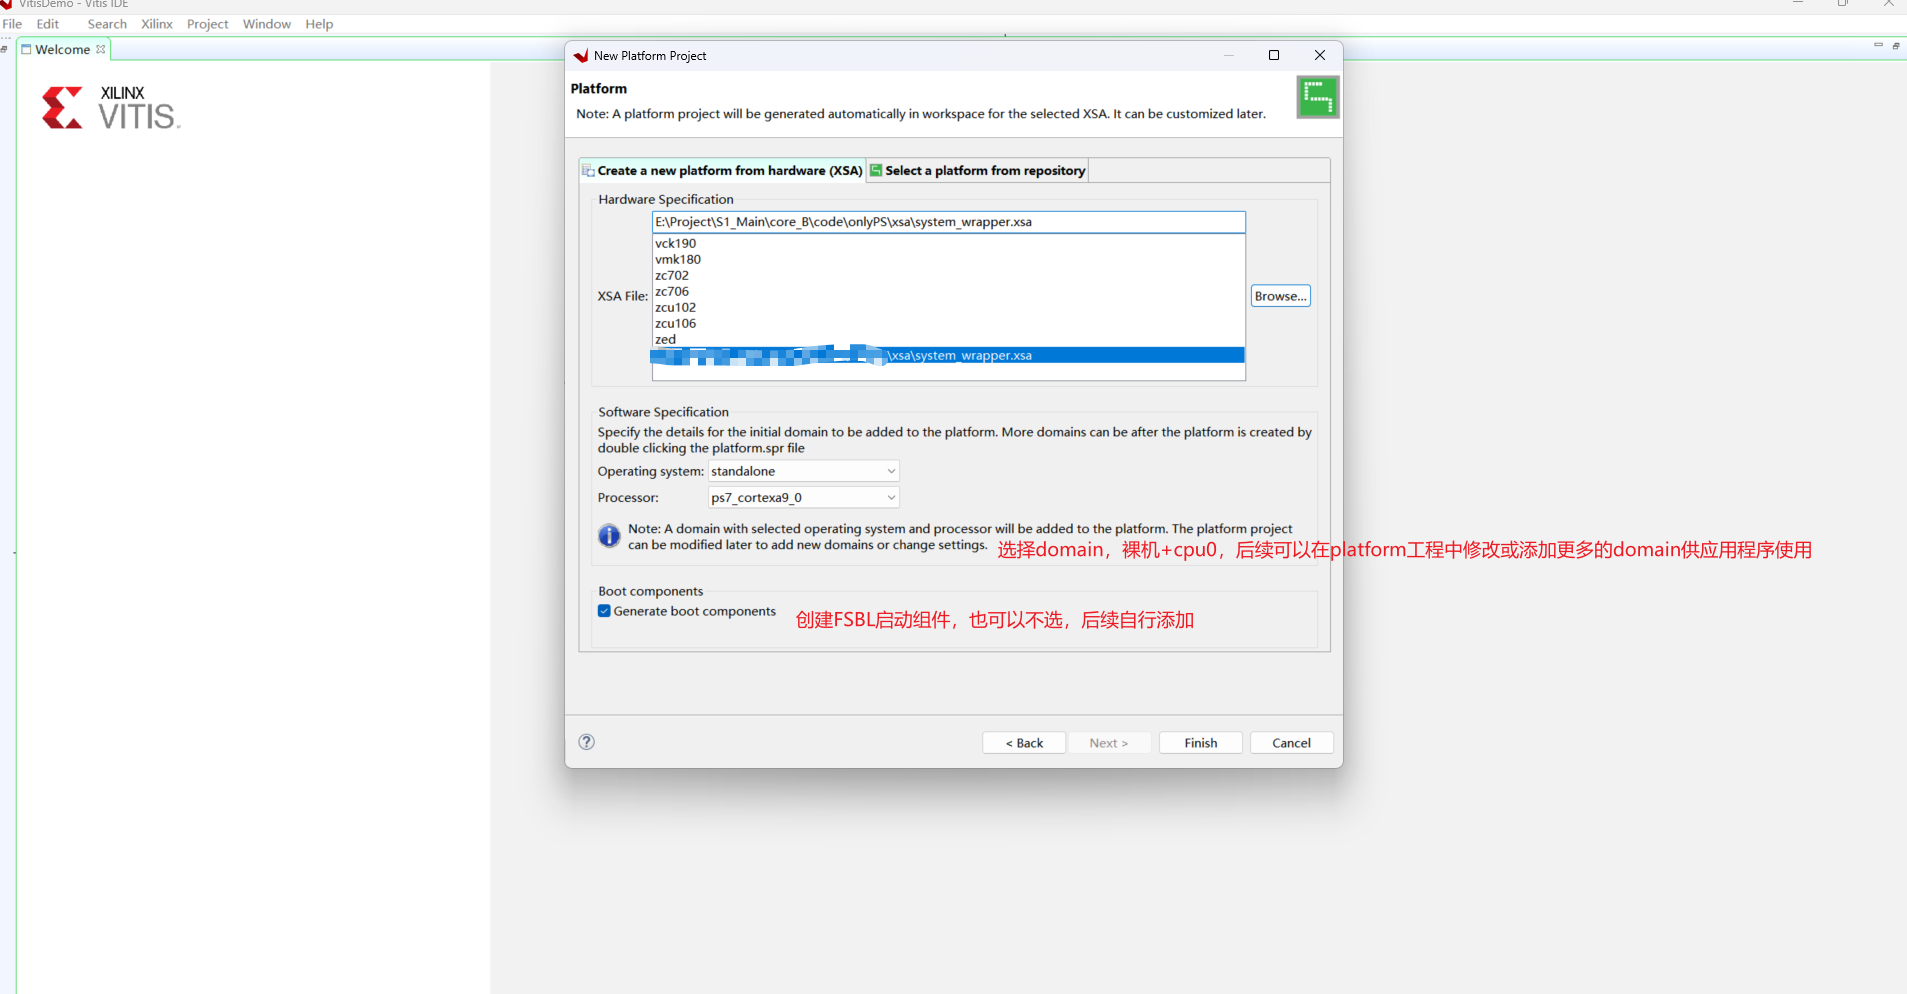 VitisDemo - Vitis IDE
File Edit Search Xilinx Project Window Help
Welcome
XILINX
VITIS
New Platform Project
Platform
Note: A platform project will be generated automatically in workspace for the selected XSA. It can be customized later.
Create a new platform from hardware (XSA) Select a platform from repository
Hardware Specification
E:\Project\S1_Main\core_B\code\onlyPS\xsa\system_wrapper.xsa
vck190
vmk180
zc702
XSA File: zc706 Browse...
zcu102
zcu106
zed
\xsa\system_wrapper.xsa
Software Specification
Specify the details for the initial domain to be added to the platform. More domains can be after the platform is created by
double clicking the platform.spr file
Operating system: standalone
Processor: ps7_cortexa9_0
Note: A domain with selected operating system and processor will be added to the platform. The platform project
can be modified later to add new domains or change settings. 选择domain，裸机+cpu0，后续可以在platform工程中修改或添加更多的domain供应用程序使用
Boot components
Generate boot components 创建FSBL启动组件，也可以不选，后续自行添加
< Back Next > Finish Cancel